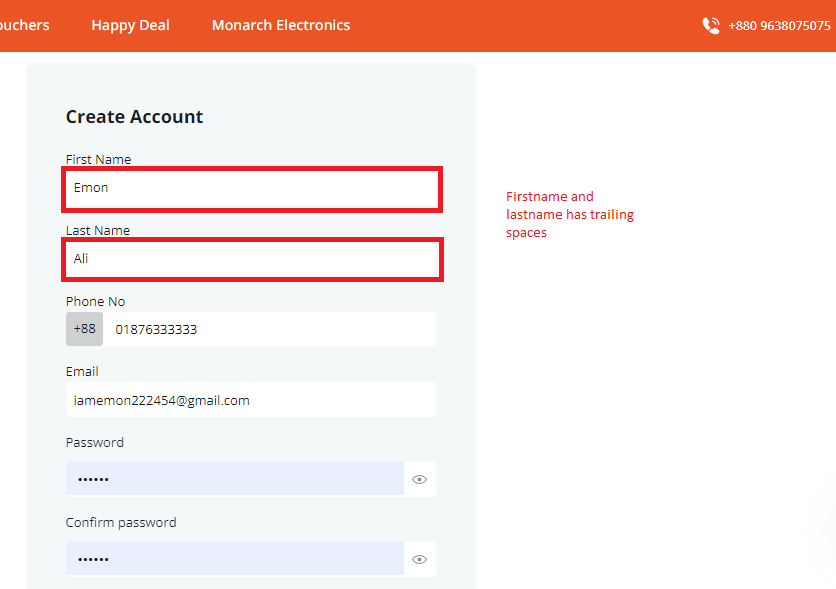 ouchers Happy Deal Monarch Electronics +880 9638075075
Create Account
First Name
Emon
Last Name
Ali
Phone No
+88 01876333333
Email
iamemon222454@gmail.com
Password
••••••
Confirm password
••••••
Firstname and
lastname has trailing
spaces